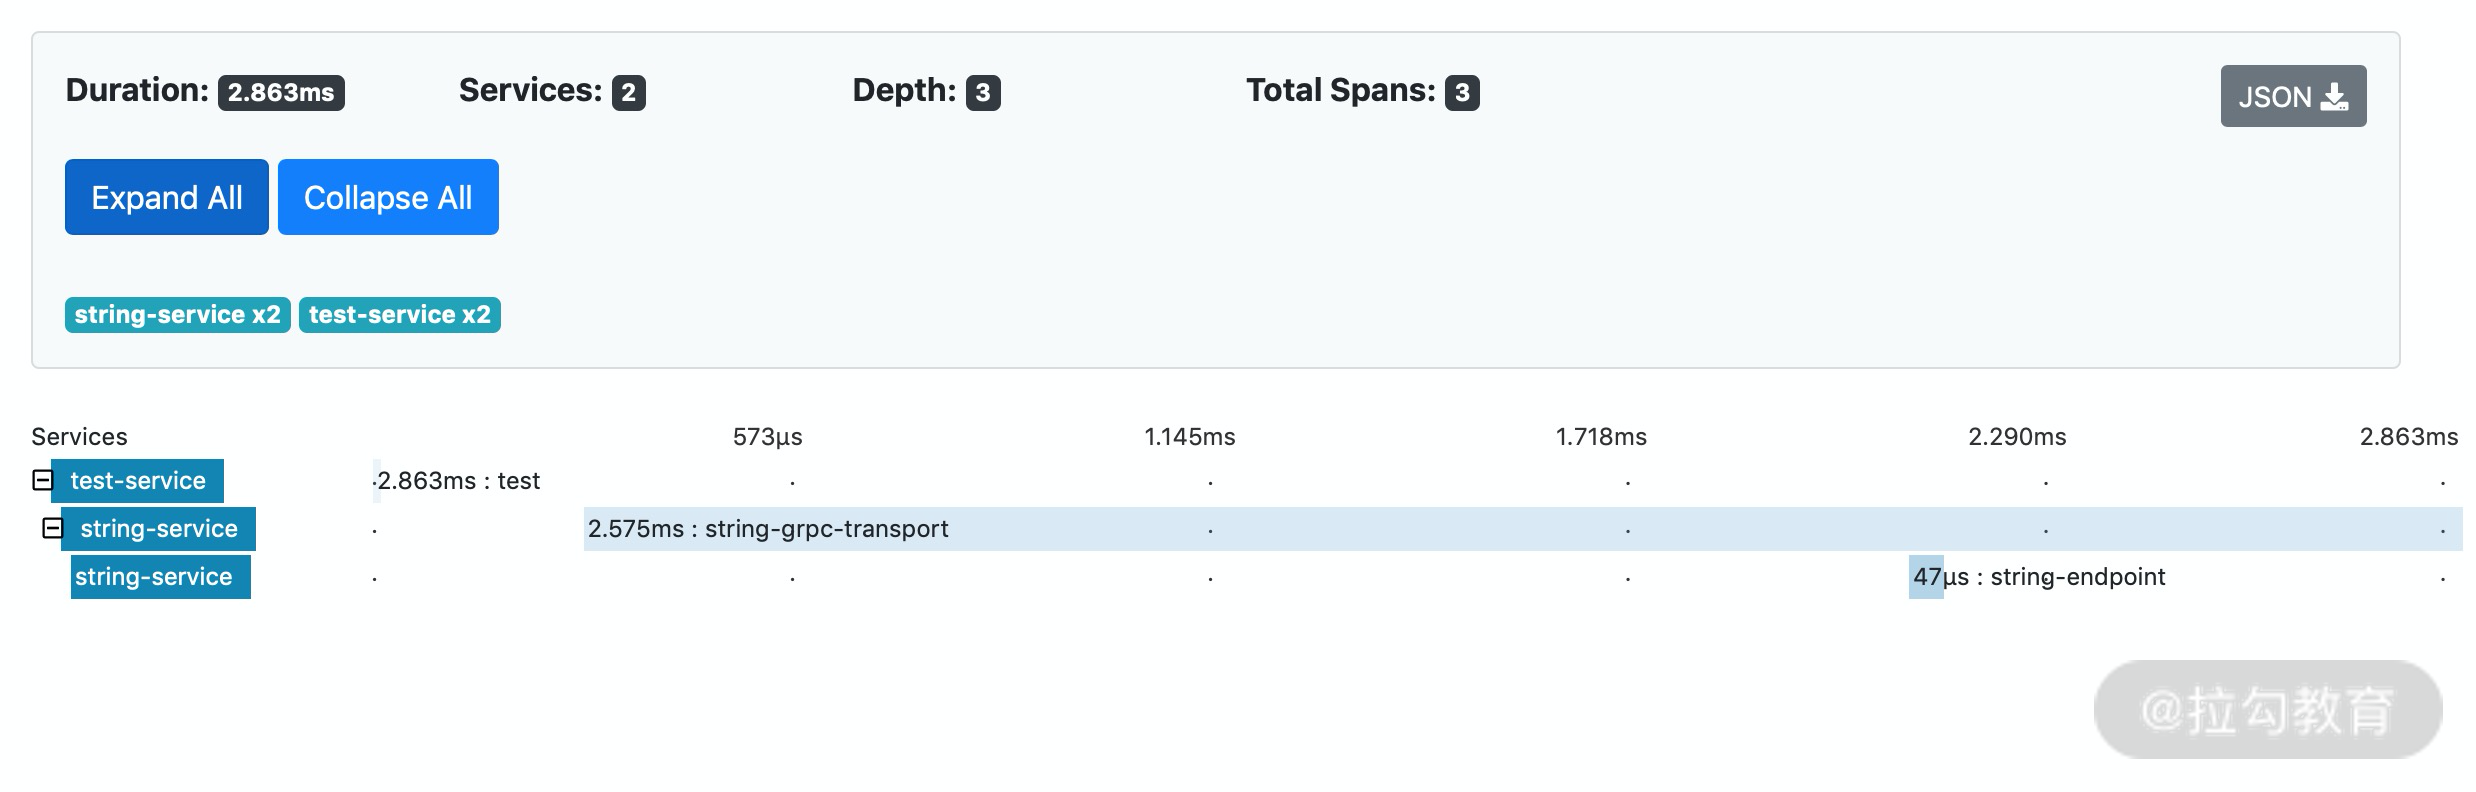 Duration: 2.863ms Services: 2 Depth: 3 Total Spans: 3 JSON
Expand All Collapse All
string-service x2 test-service x2
Services 573μs 1.145ms 1.718ms 2.290ms 2.863ms
test-service 2.863ms : test
string-service 2.575ms : string-grpc-transport
string-service 47μs : string-endpoint
@拉勾教育